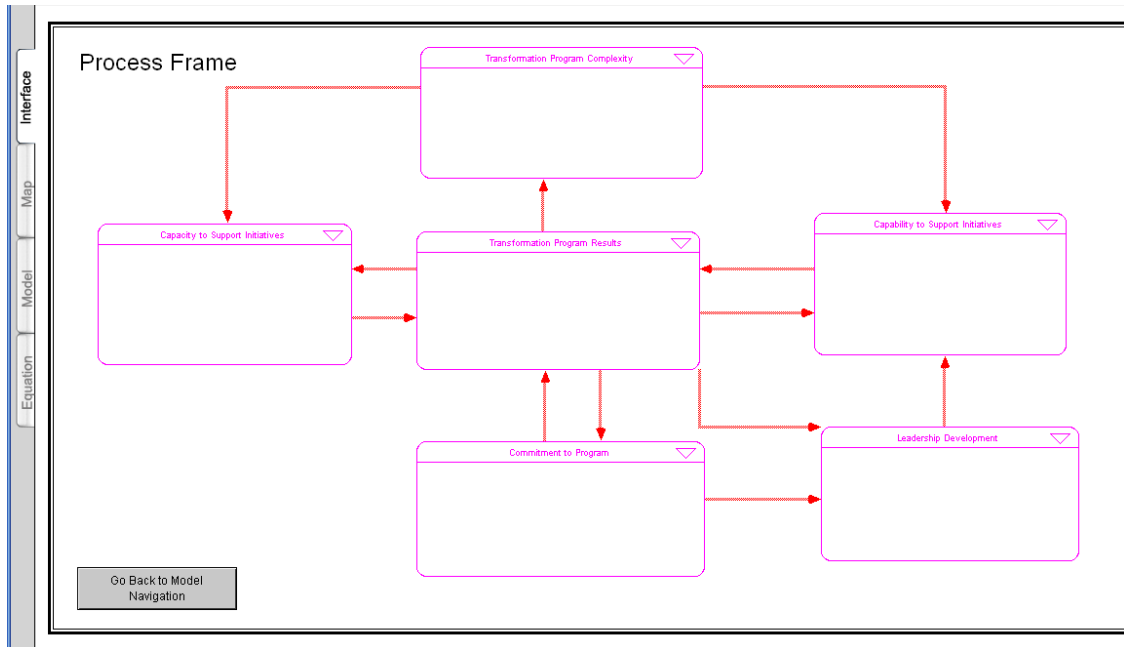 Interface
Map
Model
Equation
Process Frame
Transformation Program Complexity
Capacity to Support Initiatives
Transformation Program Results
Capability to Support Initiatives
Commitment to Program
Leadership Development
Go Back to Model
Navigation